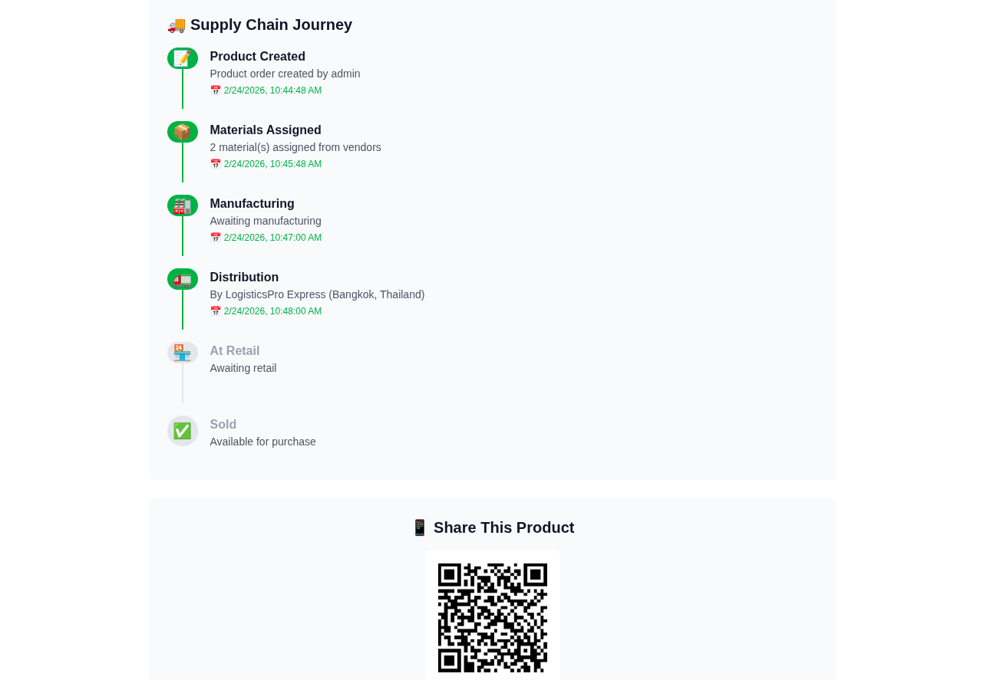 Supply Chain Journey
Product Created
Product order created by admin
2/24/2026, 10:44:48 AM
Materials Assigned
2 material(s) assigned from vendors
2/24/2026, 10:45:48 AM
Manufacturing
Awaiting manufacturing
2/24/2026, 10:47:00 AM
Distribution
By LogisticsPro Express (Bangkok, Thailand)
2/24/2026, 10:48:00 AM
At Retail
Awaiting retail
Sold
Available for purchase
Share This Product